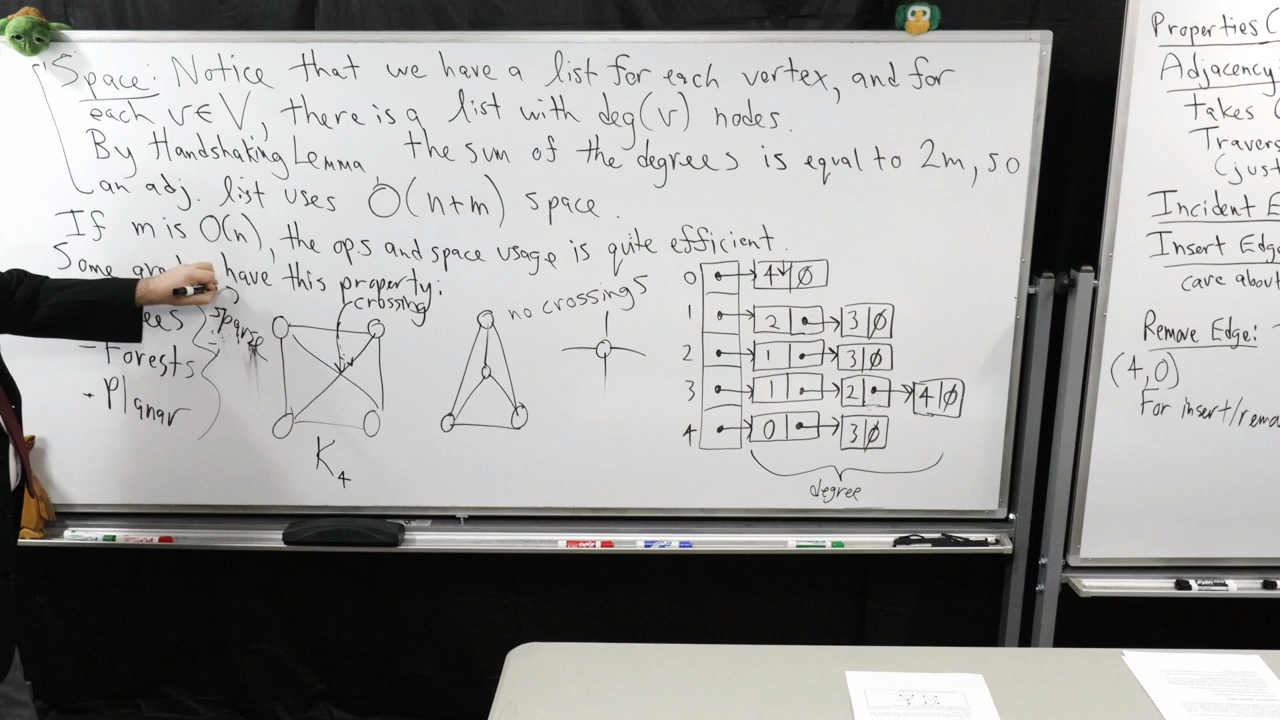 Space: Notice that we have a list for each vertex, and for
each v∈V, there is a list with deg(v) nodes.
By Handshaking Lemma, the sum of the degrees is equal to 2m, so
an adj. list uses O(n+m) space.
If m is O(n), the ops and space usage is quite efficient.
Some have this property:
sparse
- Forests
- Planar
crossing
K4
no crossings
0 4 ∅
1 2 3 ∅
2 1 3 ∅
3 1 2 4 ∅
4 0 3 ∅
degree
Properties (
Adjacency:
takes
(just
Incident E
Insert Edg
care about
Remove Edge:
(4,0)
For insert/remo